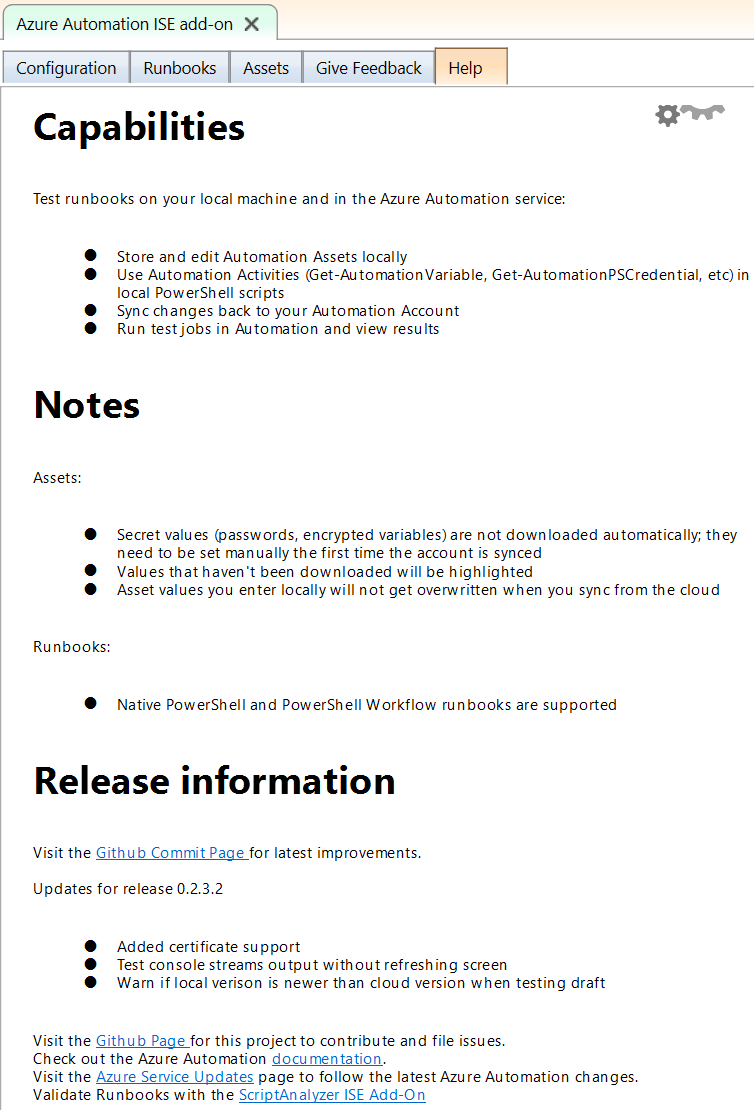 Azure Automation ISE add-on
Configuration Runbooks Assets Give Feedback Help
Capabilities
Test runbooks on your local machine and in the Azure Automation service:
● Store and edit Automation Assets locally
● Use Automation Activities (Get-AutomationVariable, Get-AutomationPSCredential, etc) in
local PowerShell scripts
● Sync changes back to your Automation Account
● Run test jobs in Automation and view results
Notes
Assets:
● Secret values (passwords, encrypted variables) are not downloaded automatically; they
need to be set manually the first time the account is synced
● Values that haven't been downloaded will be highlighted
● Asset values you enter locally will not get overwritten when you sync from the cloud
Runbooks:
● Native PowerShell and PowerShell Workflow runbooks are supported
Release information
Visit the Github Commit Page for latest improvements.
Updates for release 0.2.3.2
● Added certificate support
● Test console streams output without refreshing screen
● Warn if local verison is newer than cloud version when testing draft
Visit the Github Page for this project to contribute and file issues.
Check out the Azure Automation documentation.
Visit the Azure Service Updates page to follow the latest Azure Automation changes.
Validate Runbooks with the ScriptAnalyzer ISE Add-On